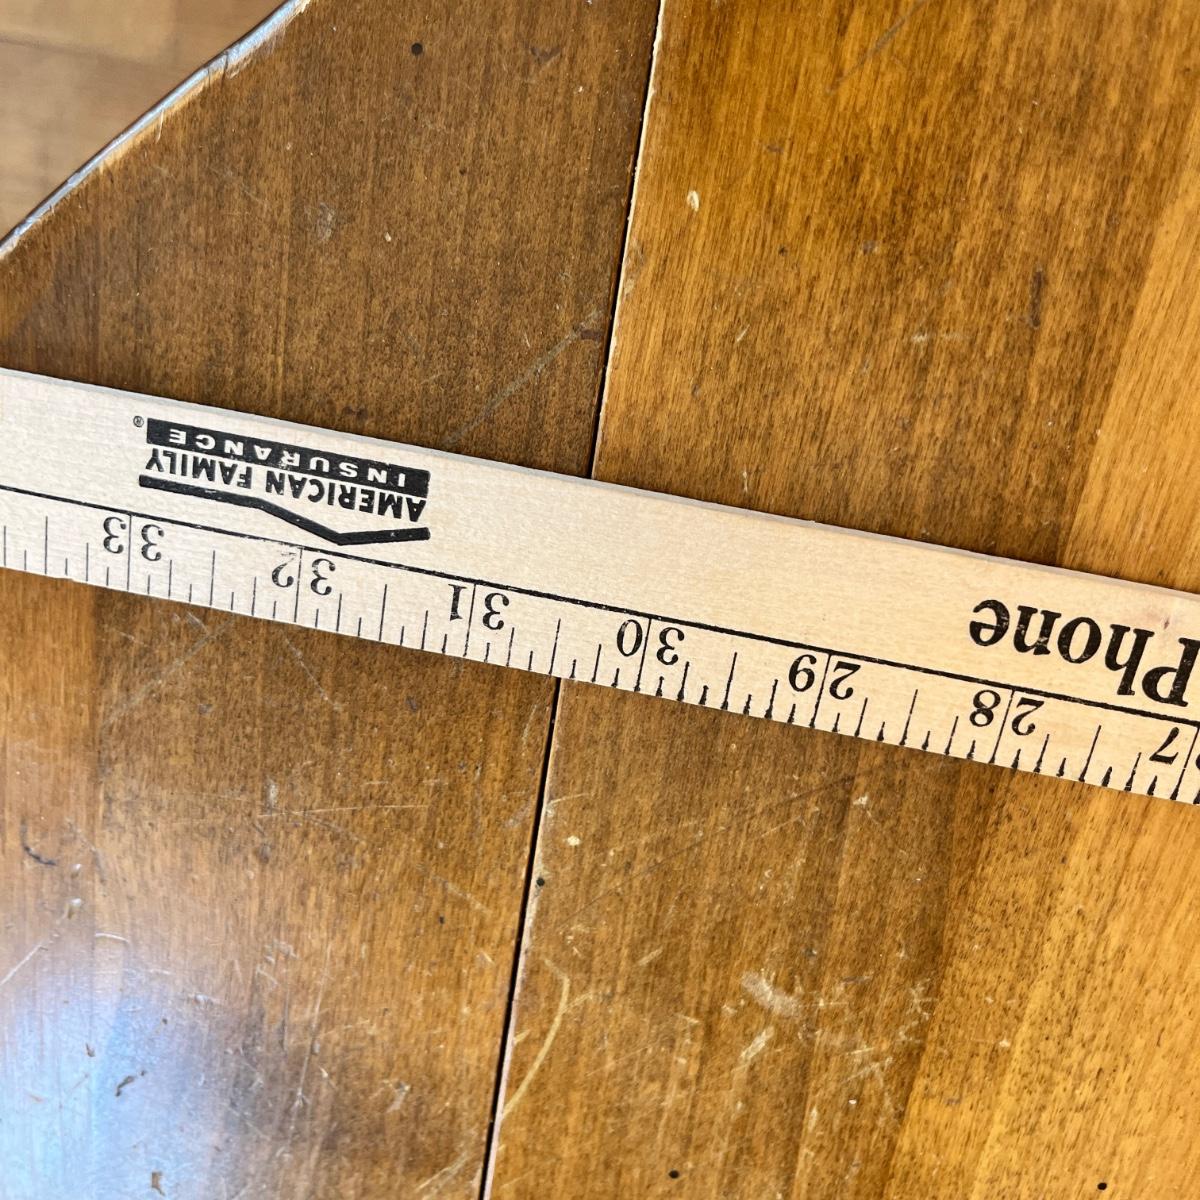 Phone
28 29 30 31 32 33
AMERICAN FAMILY
INSURANCE®